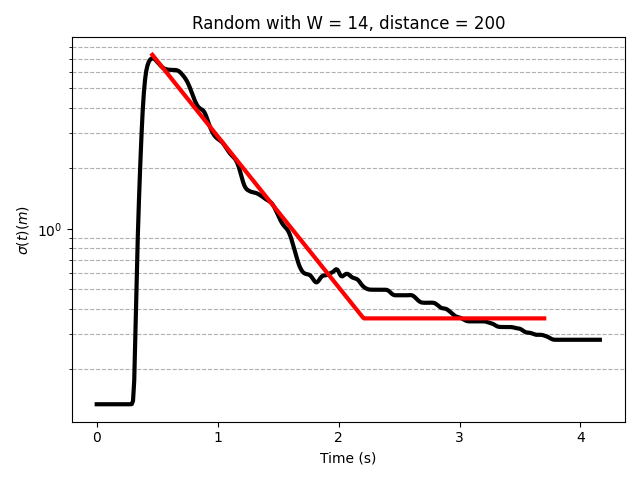 Random with W = 14, distance = 200
σ(t)(m)
10⁰
0 1 2 3 4
Time (s)